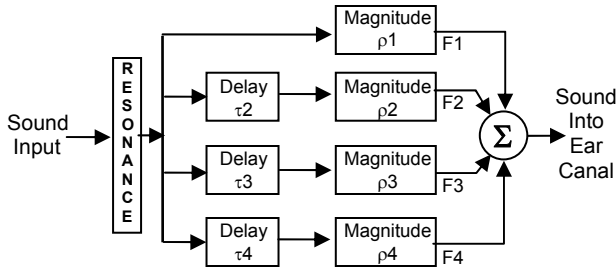 Sound
Input
RESONANCE
Magnitude
ρ1
F1
Delay
τ2
Magnitude
ρ2
F2
Delay
τ3
Magnitude
ρ3
F3
Delay
τ4
Magnitude
ρ4
F4
Σ
Sound
Into
Ear
Canal